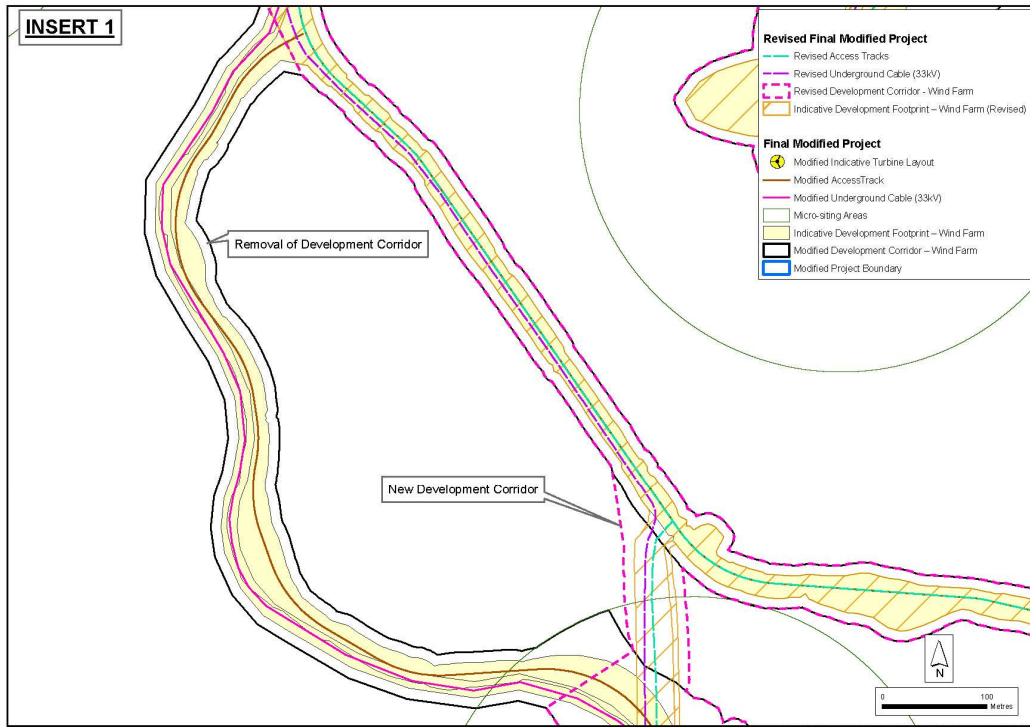 INSERT 1
Revised Final Modified Project
Revised Access Tracks
Revised Underground Cable (33kV)
Revised Development Corridor - Wind Farm
Indicative Development Footprint – Wind Farm (Revised)
Final Modified Project
Modified Indicative Turbine Layout
Modified AccessTrack
Modified Underground Cable (33kV)
Micro-siting Areas
Indicative Development Footprint – Wind Farm
Modified Development Corridor – Wind Farm
Modified Project Boundary
Removal of Development Corridor
New Development Corridor
N
0 100
Metres